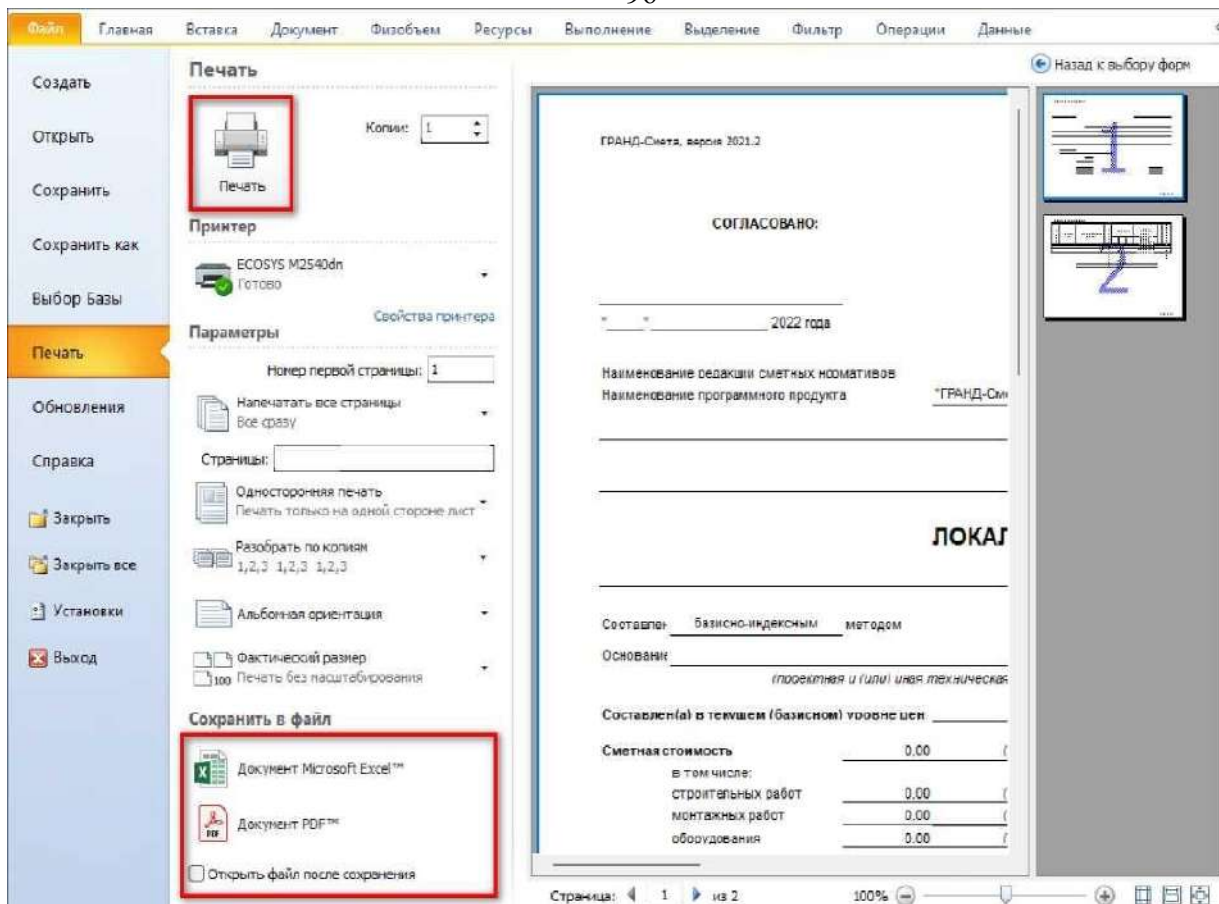 Файл Главная Вставка Документ Физобъем Ресурсы Выполнение Выделение Фильтр Операции Данные
Создать
Открыть
Сохранить
Сохранить как
Выбор Базы
Печать
Обновления
Справка
Закрыть
Закрыть все
Установки
Выход
Печать
Копии: 1
Печать
Принтер
ECOSYS M2540dn
Готово
Свойства принтера
Параметры
Номер первой страницы: 1
Напечатать все страницы
Все сразу
Страницы:
Односторонняя печать
Печать только на одной стороне лист
Разобрать по копиям
1,2,3 1,2,3 1,2,3
Альбомная ориентация
Фактический размер
100 Печать без масштабирования
Сохранить в файл
Документ Microsoft Excel™
Документ PDF™
Открыть файл после сохранения
Назад к выбору форм
ГРАНД-Смета, версия 2021.2
СОГЛАСОВАНО:
"_____"________________ 2022 года
Наименование редакции сметных нормативов
Наименование программного продукта "ГРАНД-Сме
ЛОКАЛ
Составлен базисно-индексным методом
Основание
(проектная и (или) иная техническая
Составлен(а) в текущем (базисном) уровне цен
Сметная стоимость 0,00 (
в том числе:
строительных работ 0,00 (
монтажных работ 0,00 (
оборудования 0,00 (
Страница: 1 из 2 100%
1
2